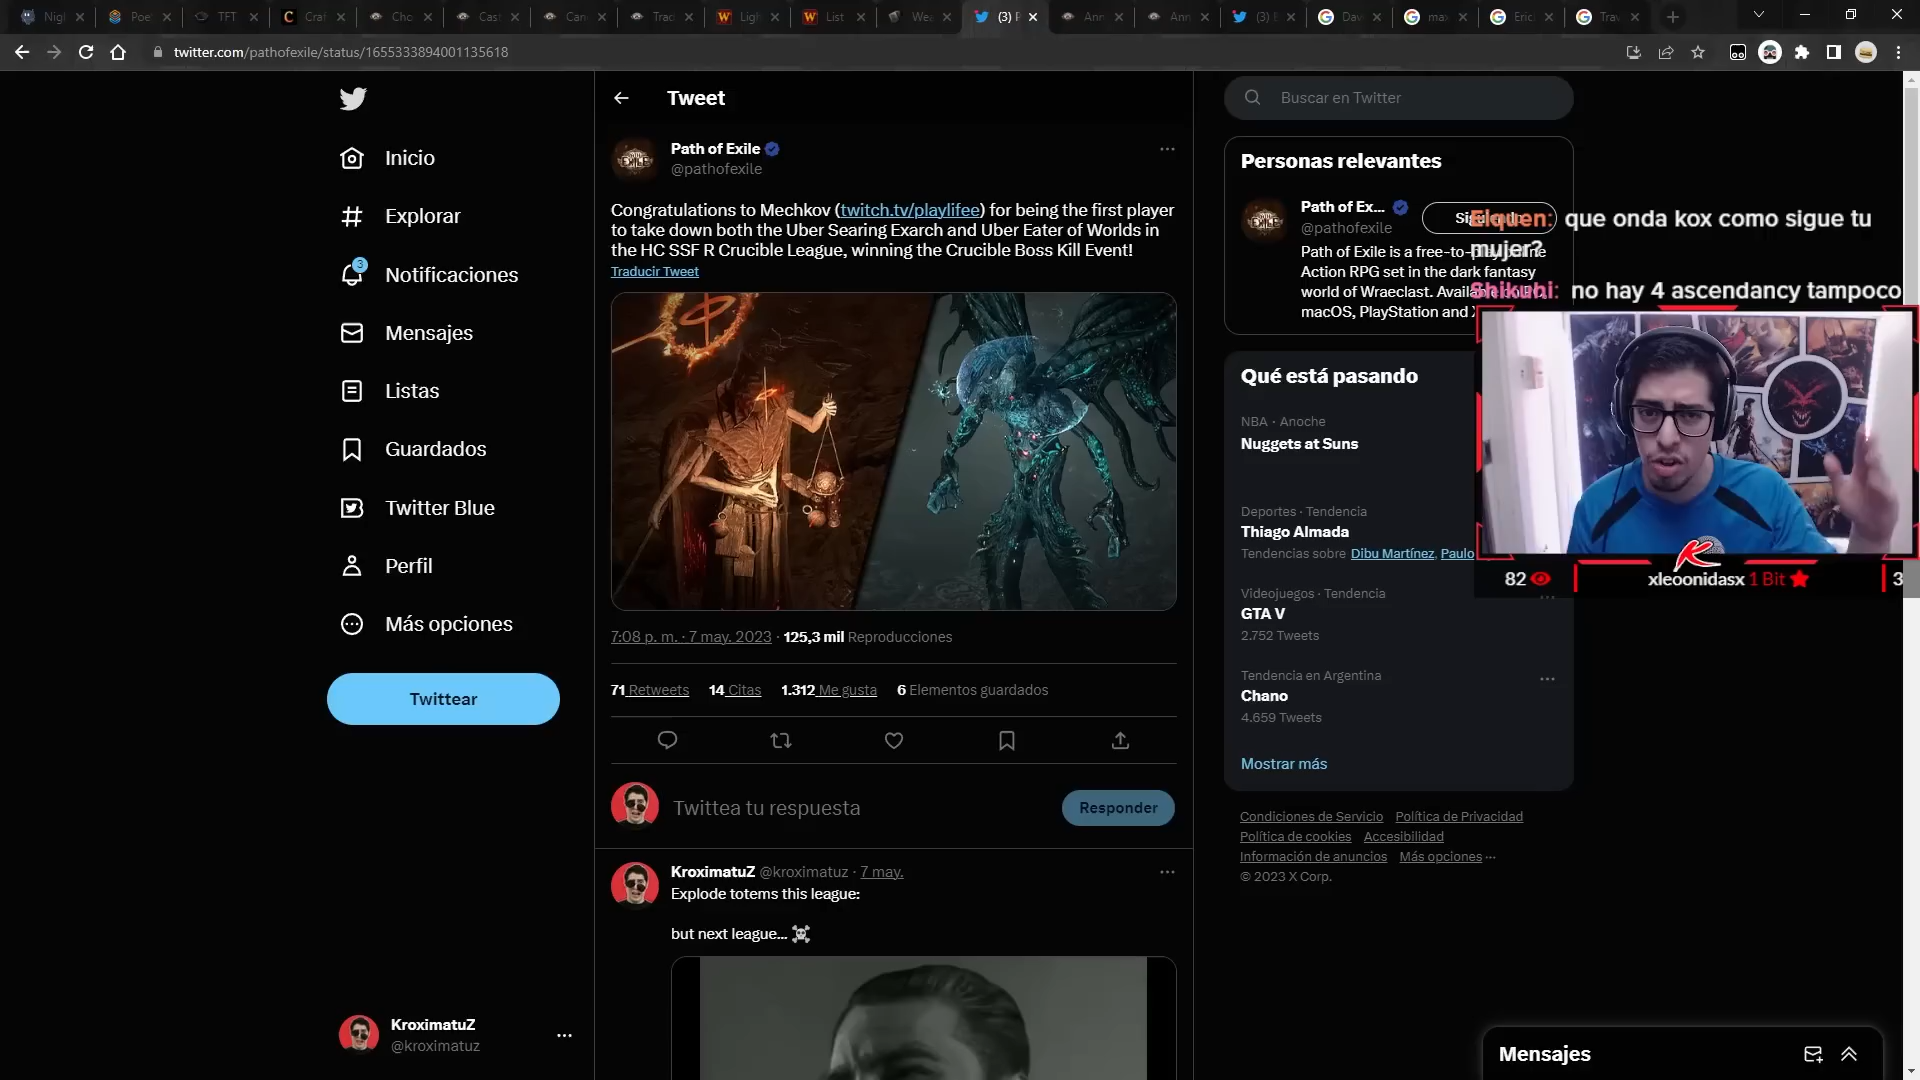 Nigl
Poe
TFT
Craf
Cho
Cast
Can
Trac
Ligh
List
Wea
(3) P
Ann
Ann
(3) E
Dav
max
Eric
Trav
twitter.com/pathofexile/status/1655333894001135618
Inicio
Explorar
3
Notificaciones
Mensajes
Listas
Guardados
Twitter Blue
Perfil
Más opciones
Twittear
KroximatuZ
@kroximatuz
Tweet
Path of Exile
@pathofexile
Congratulations to Mechkov (twitch.tv/playlifee) for being the first player
to take down both the Uber Searing Exarch and Uber Eater of Worlds in
the HC SSF R Crucible League, winning the Crucible Boss Kill Event!
Traducir Tweet
7:08 p. m. · 7 may. 2023 · 125,3 mil Reproducciones
71 Retweets 14 Citas 1.312 Me gusta 6 Elementos guardados
Twittea tu respuesta
Responder
KroximatuZ @kroximatuz · 7 may.
Explode totems this league:
but next league... ☠
Buscar en Twitter
Personas relevantes
Path of Ex...
@pathofexile
Path of Exile is a free-to-
Action RPG set in the dark fantasy
world of Wraeclast.
macOS, PlayStation and
Elquen: que onda kox como sigue tu
mujer?
Shikuhi: no hay 4 ascendancy tampoco
Qué está pasando
NBA · Anoche
Nuggets at Suns
Deportes · Tendencia
Thiago Almada
Tendencias sobre Dibu Martínez, Paulo
Videojuegos · Tendencia
GTA V
2.752 Tweets
Tendencia en Argentina
Chano
4.659 Tweets
Mostrar más
82
xleoonidasx 1 Bit
3
Condiciones de Servicio Política de Privacidad
Política de cookies Accesibilidad
Información de anuncios Más opciones ···
© 2023 X Corp.
Mensajes